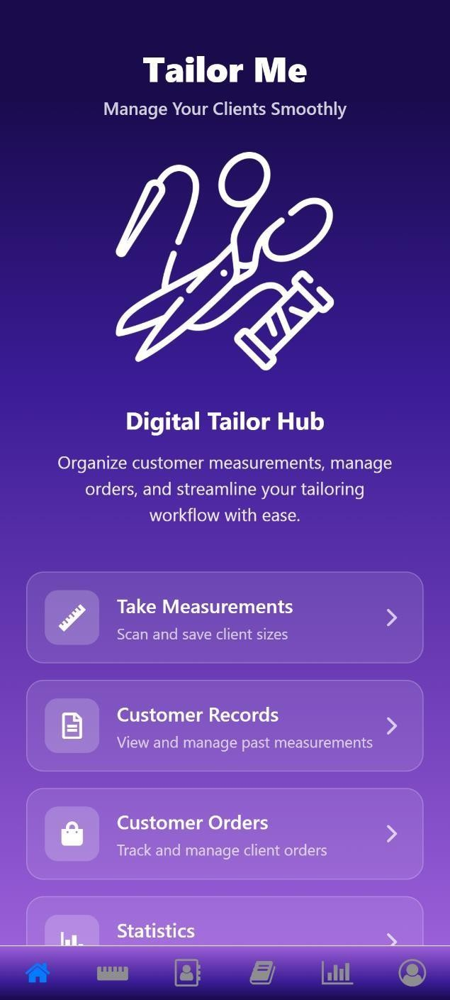 Tailor Me
Manage Your Clients Smoothly
Digital Tailor Hub
Organize customer measurements, manage
orders, and streamline your tailoring
workflow with ease.
Take Measurements
Scan and save client sizes
Customer Records
View and manage past measurements
Customer Orders
Track and manage client orders
Statistics